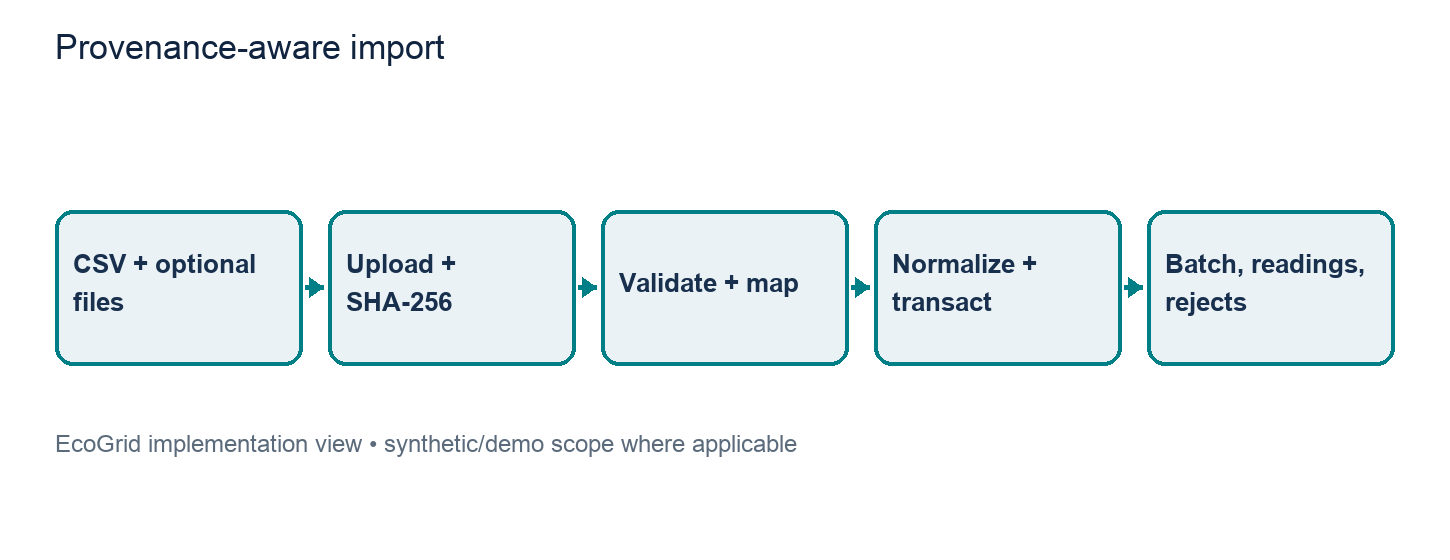 Provenance-aware import
CSV + optional
files
Upload +
SHA-256
Validate + map
Normalize +
transact
Batch, readings,
rejects
EcoGrid implementation view • synthetic/demo scope where applicable